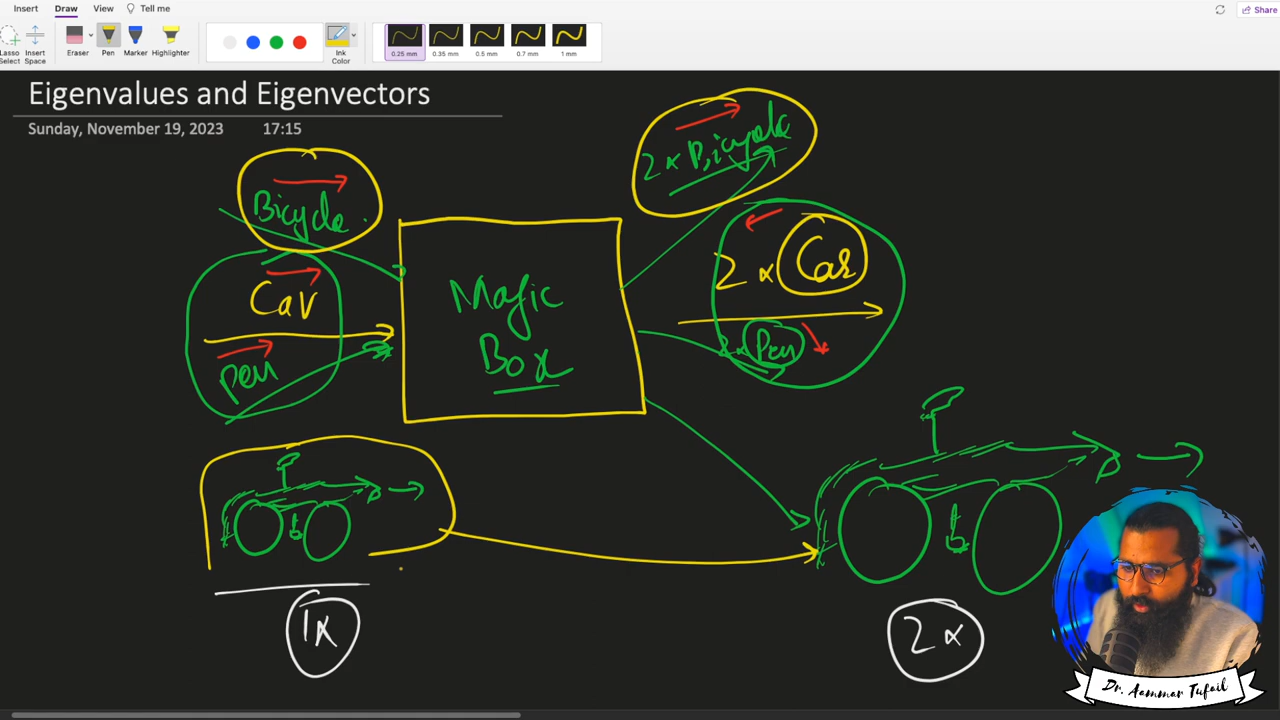 Insert Draw View Tell me
Share
Lasso Select
Insert Space
Eraser
Pen
Marker
Highlighter
Ink Color
0.25 mm
0.35 mm
0.5 mm
0.7 mm
1 mm
Eigenvalues and Eigenvectors
Sunday, November 19, 2023 17:15
Bicycle
2 x Bicycle
Car
2 x Car
Pen
2 x Pen
Magic
Box
1x
2x
Dr. Aammar Tufail